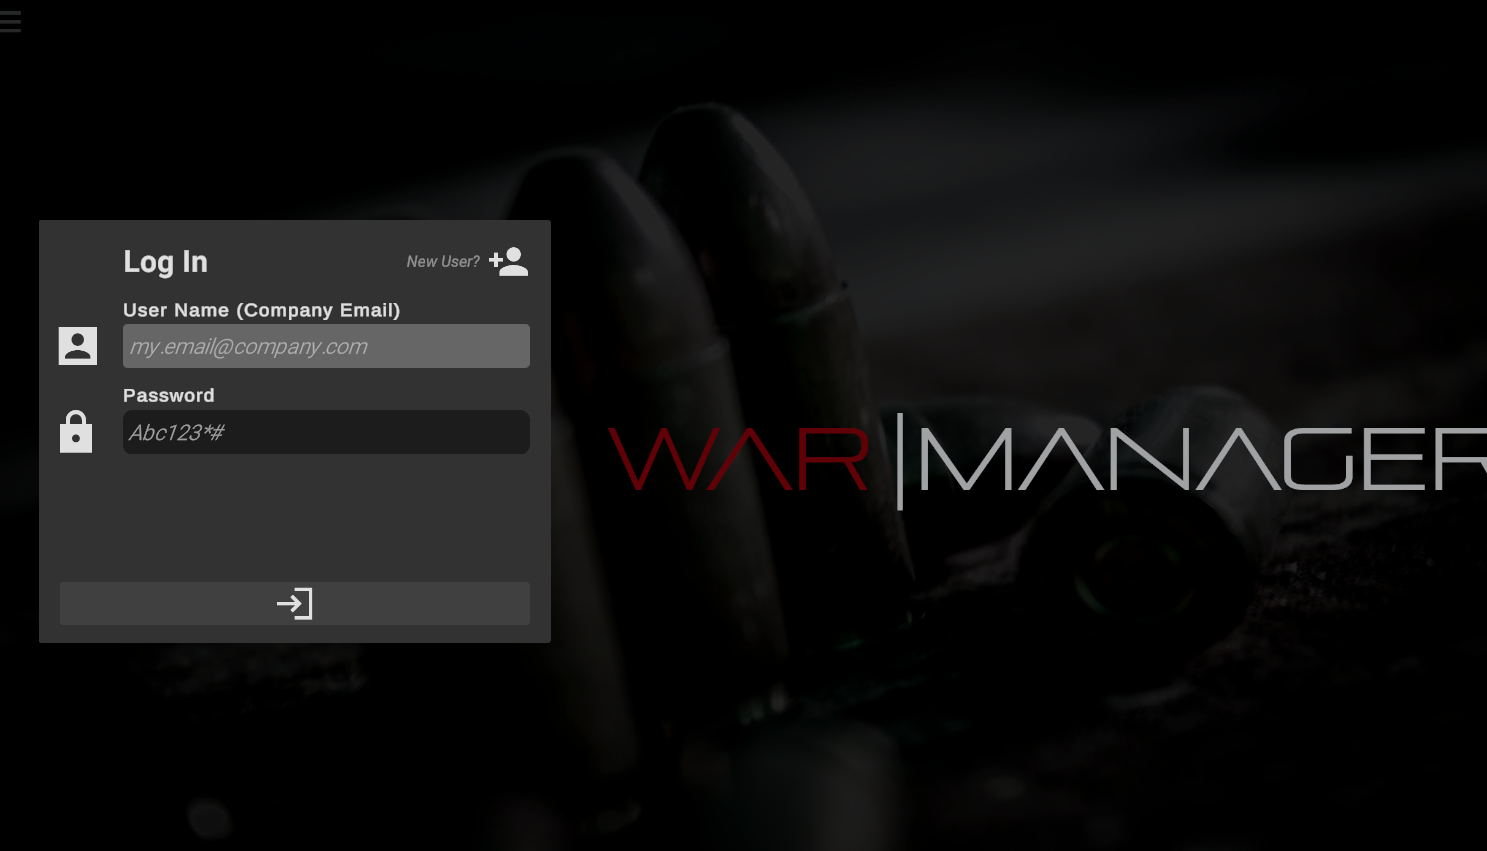 Log In
New User?
User Name (Company Email)
my.email@company.com
Password
Abc123*#
WAR|MANAGER